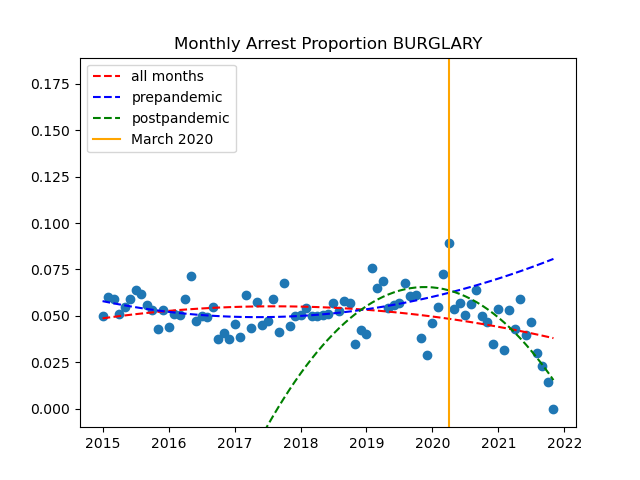 Monthly Arrest Proportion BURGLARY
all months
prepandemic
postpandemic
March 2020
0.175
0.150
0.125
0.100
0.075
0.050
0.025
0.000
2015 2016 2017 2018 2019 2020 2021 2022